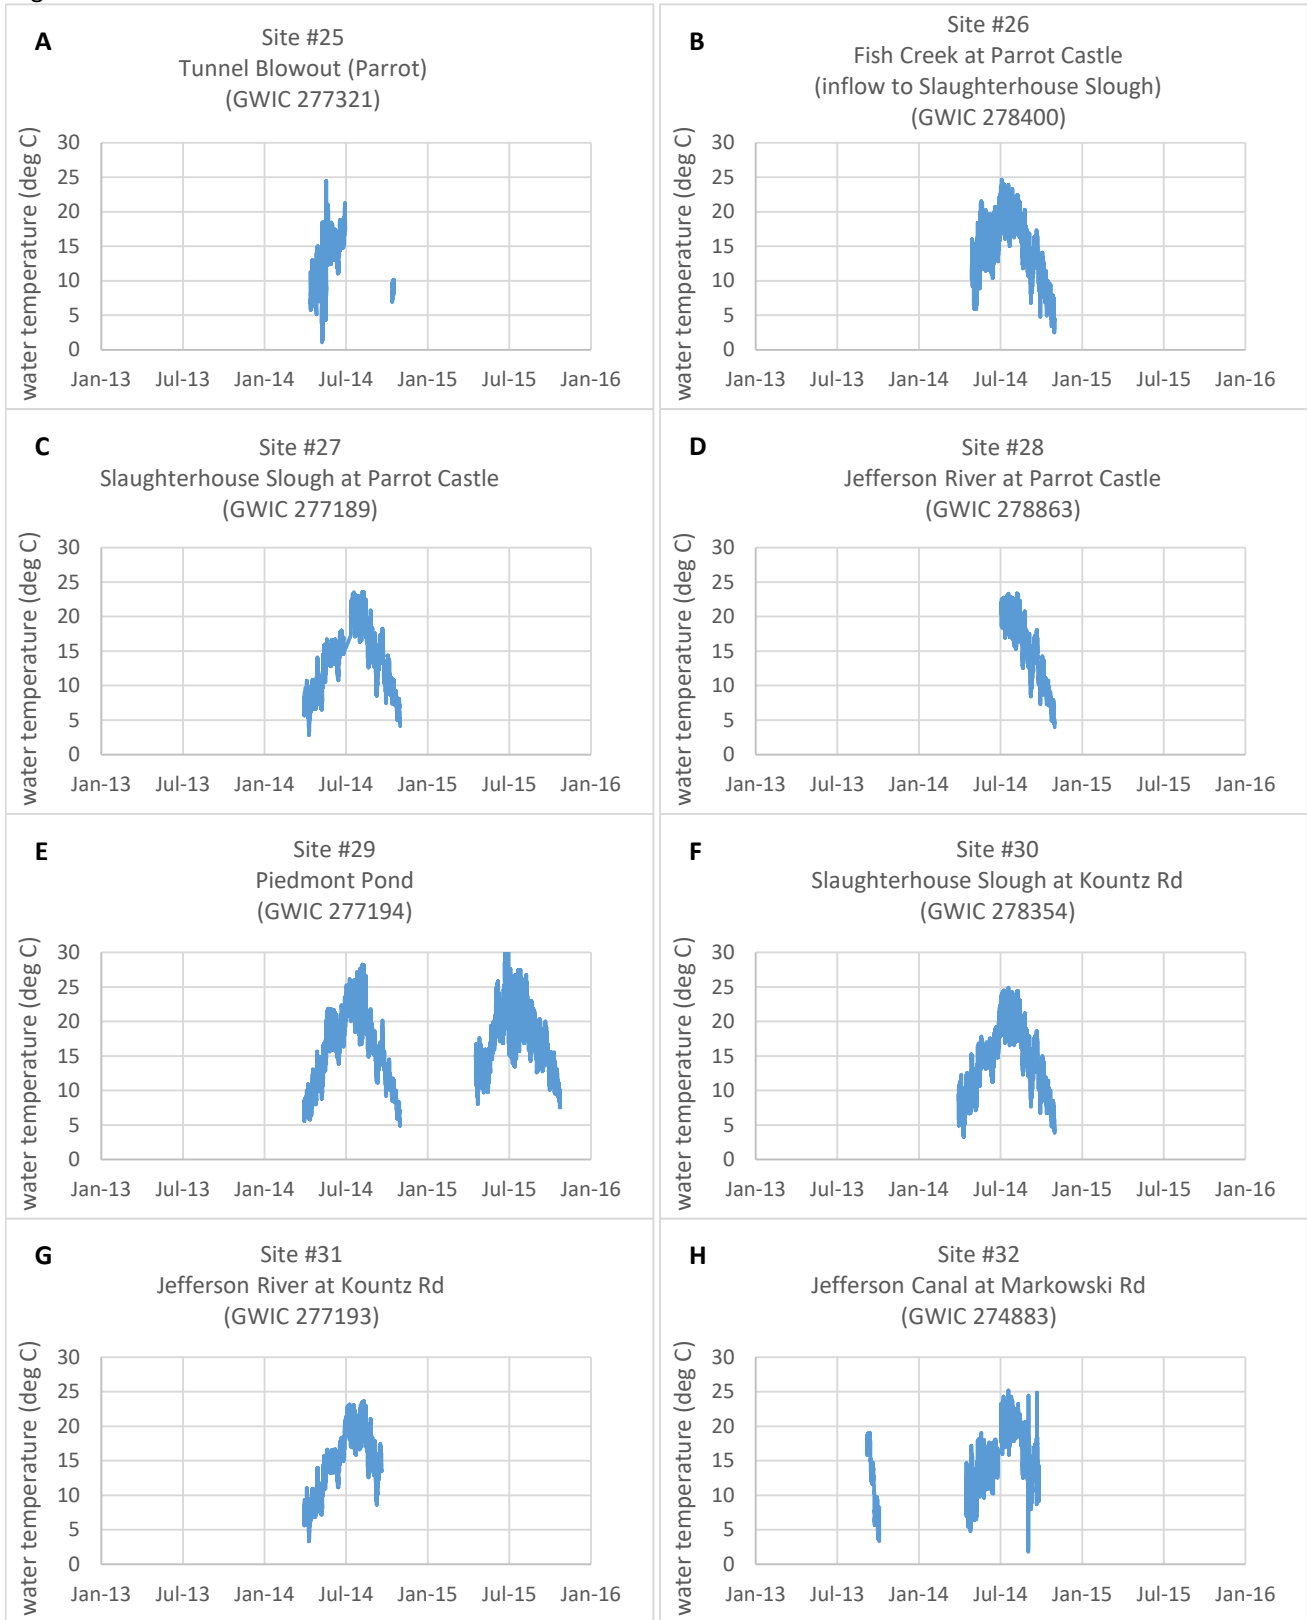 A
Site #25
Tunnel Blowout (Parrot)
(GWIC 277321)
water temperature (deg C)
30
25
20
15
10
5
0
Jan-13 Jul-13 Jan-14 Jul-14 Jan-15 Jul-15 Jan-16
B
Site #26
Fish Creek at Parrot Castle
(inflow to Slaughterhouse Slough)
(GWIC 278400)
water temperature (deg C)
30
25
20
15
10
5
0
Jan-13 Jul-13 Jan-14 Jul-14 Jan-15 Jul-15 Jan-16
C
Site #27
Slaughterhouse Slough at Parrot Castle
(GWIC 277189)
water temperature (deg C)
30
25
20
15
10
5
0
Jan-13 Jul-13 Jan-14 Jul-14 Jan-15 Jul-15 Jan-16
D
Site #28
Jefferson River at Parrot Castle
(GWIC 278863)
water temperature (deg C)
30
25
20
15
10
5
0
Jan-13 Jul-13 Jan-14 Jul-14 Jan-15 Jul-15 Jan-16
E
Site #29
Piedmont Pond
(GWIC 277194)
water temperature (deg C)
30
25
20
15
10
5
0
Jan-13 Jul-13 Jan-14 Jul-14 Jan-15 Jul-15 Jan-16
F
Site #30
Slaughterhouse Slough at Kountz Rd
(GWIC 278354)
water temperature (deg C)
30
25
20
15
10
5
0
Jan-13 Jul-13 Jan-14 Jul-14 Jan-15 Jul-15 Jan-16
G
Site #31
Jefferson River at Kountz Rd
(GWIC 277193)
water temperature (deg C)
30
25
20
15
10
5
0
Jan-13 Jul-13 Jan-14 Jul-14 Jan-15 Jul-15 Jan-16
H
Site #32
Jefferson Canal at Markowski Rd
(GWIC 274883)
water temperature (deg C)
30
25
20
15
10
5
0
Jan-13 Jul-13 Jan-14 Jul-14 Jan-15 Jul-15 Jan-16